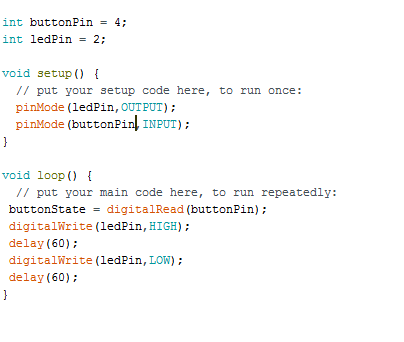 int buttonPin = 4;
int ledPin = 2;

void setup() {
  // put your setup code here, to run once:
  pinMode(ledPin,OUTPUT);
  pinMode(buttonPin,INPUT);
}

void loop() {
  // put your main code here, to run repeatedly:
 buttonState = digitalRead(buttonPin);
 digitalWrite(ledPin,HIGH);
 delay(60);
 digitalWrite(ledPin,LOW);
 delay(60);
}